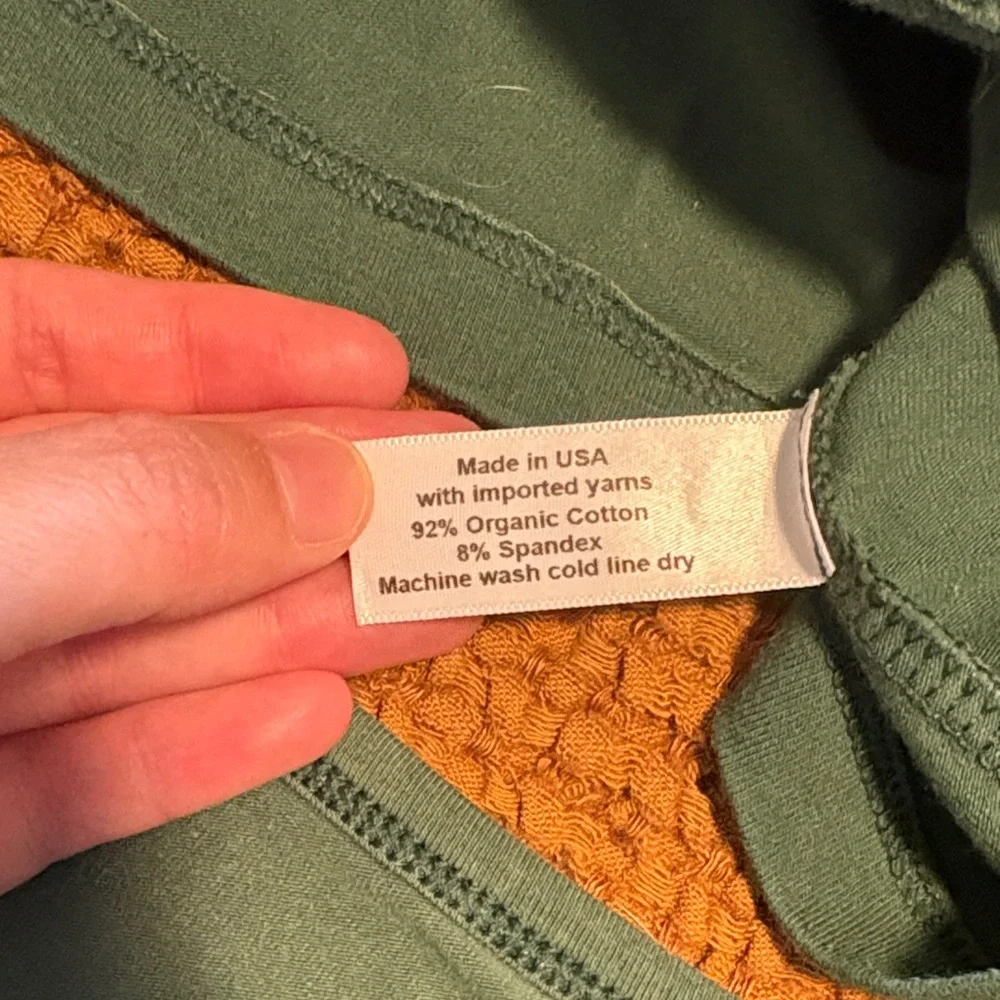 Made in USA
with imported yarns
92% Organic Cotton
8% Spandex
Machine wash cold line dry